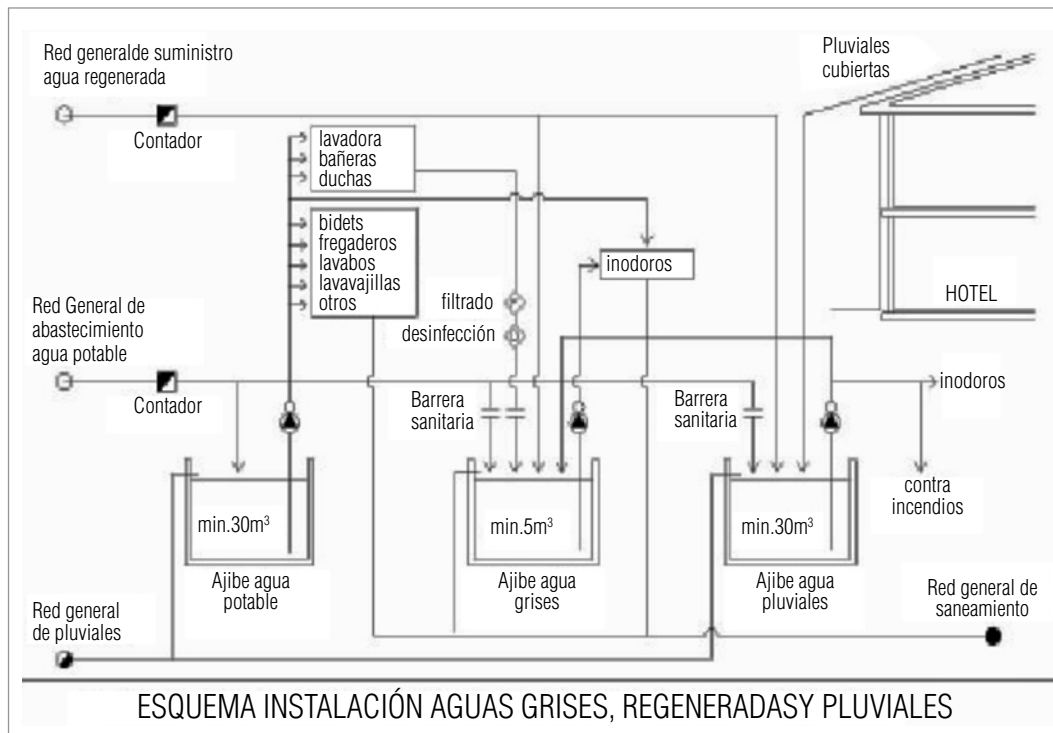 Red generalde suministro
agua regenerada
Contador
Pluviales
cubiertas
lavadora
bañeras
duchas
bidets
fregaderos
lavabos
lavavajillas
otros
inodoros
filtrado
desinfección
HOTEL
Red General de
abastecimiento
agua potable
Contador
Barrera
sanitaria
Barrera
sanitaria
inodoros
contra
incendios
min.30m³
min.5m³
min.30m³
Ajibe agua
potable
Ajibe agua
grises
Ajibe agua
pluviales
Red general
de pluviales
Red general de
saneamiento
ESQUEMA INSTALACIÓN AGUAS GRISES, REGENERADASY PLUVIALES